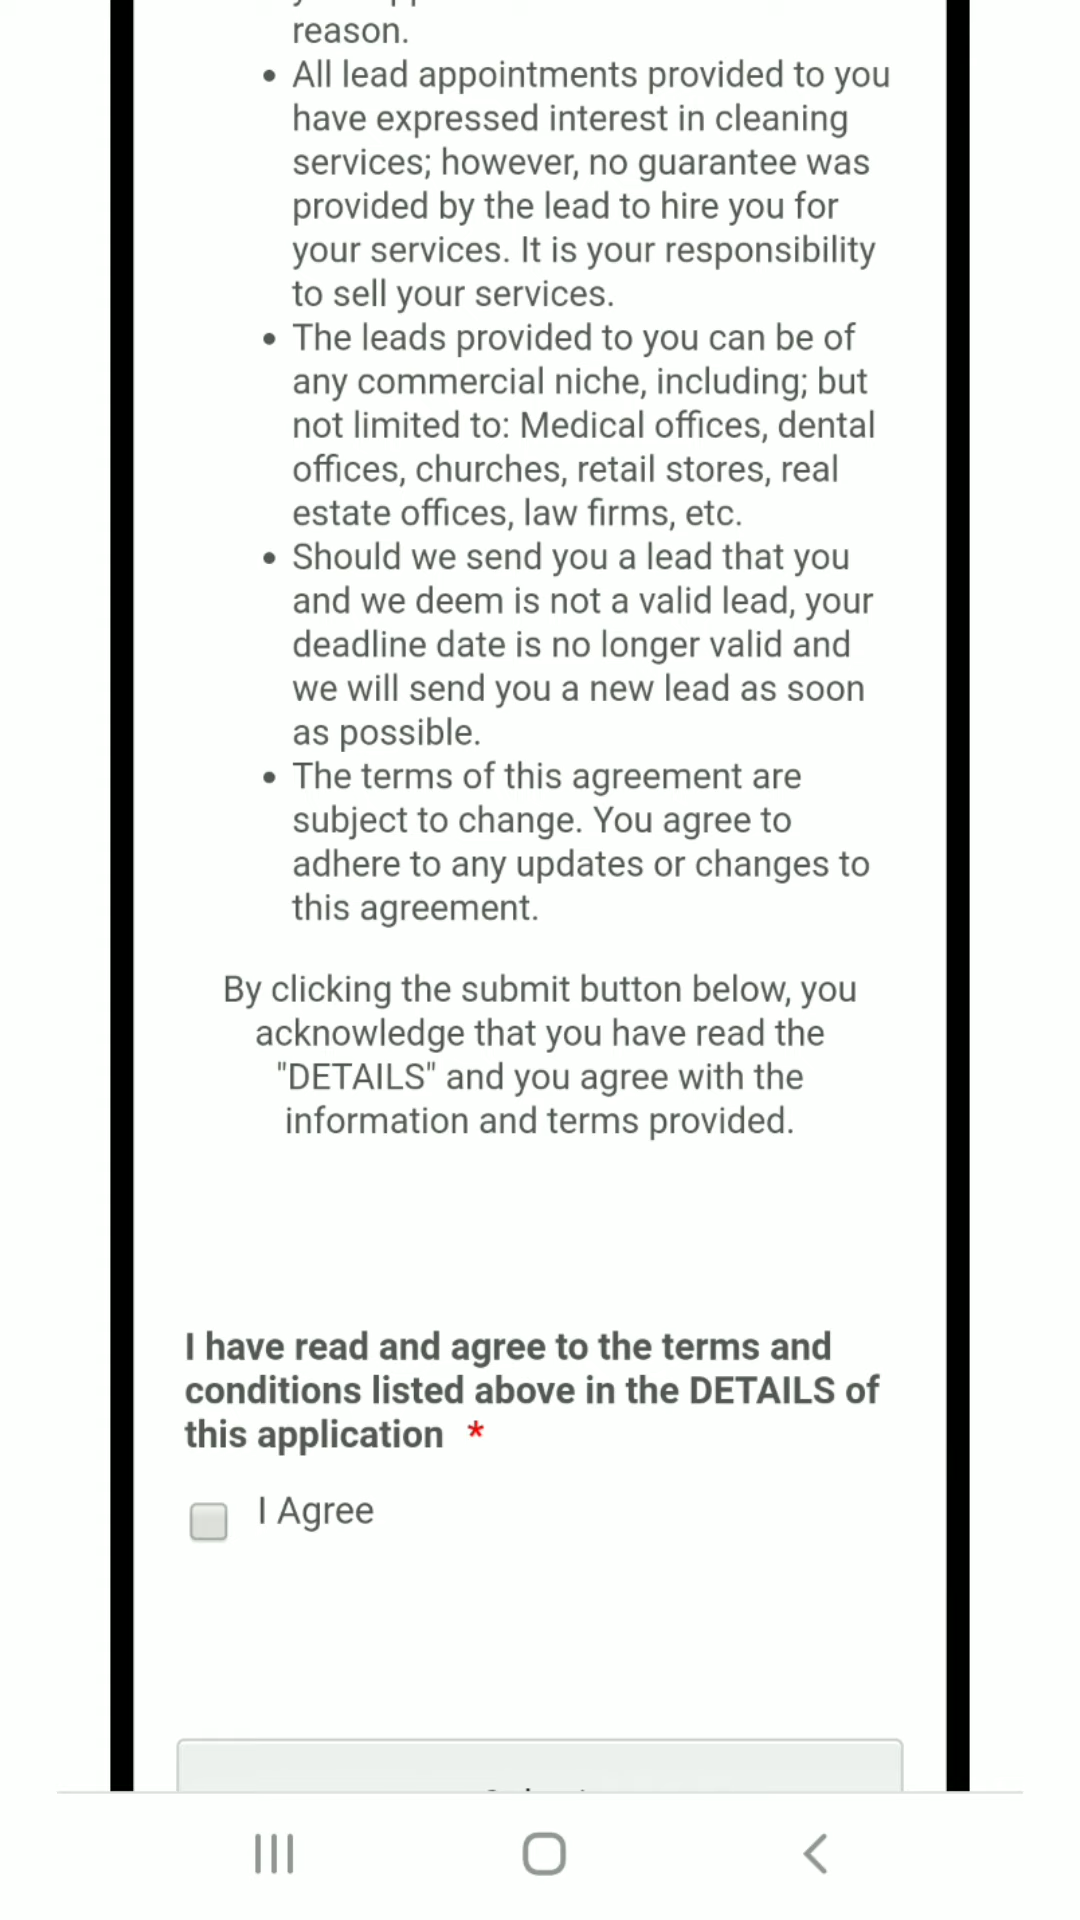 reason.
• All lead appointments provided to you
have expressed interest in cleaning
services; however, no guarantee was
provided by the lead to hire you for
your services. It is your responsibility
to sell your services.
• The leads provided to you can be of
any commercial niche, including; but
not limited to: Medical offices, dental
offices, churches, retail stores, real
estate offices, law firms, etc.
• Should we send you a lead that you
and we deem is not a valid lead, your
deadline date is no longer valid and
we will send you a new lead as soon
as possible.
• The terms of this agreement are
subject to change. You agree to
adhere to any updates or changes to
this agreement.
By clicking the submit button below, you
acknowledge that you have read the
"DETAILS" and you agree with the
information and terms provided.
I have read and agree to the terms and
conditions listed above in the DETAILS of
this application *
I Agree